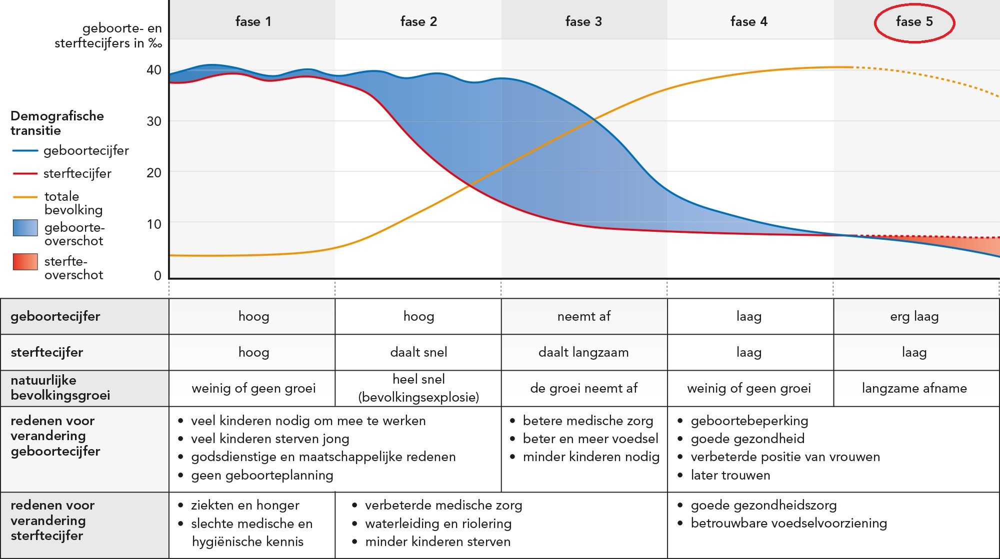 fase 1
fase 2
fase 3
fase 4
fase 5
geboorte- en
sterftecijfers in ‰
40
30
20
10
0
Demografische
transitie
geboortecijfer
sterftecijfer
totale
bevolking
geboorte-
overschot
sterfte-
overschot
geboortecijfer
hoog
hoog
neemt af
laag
erg laag
sterftecijfer
hoog
daalt snel
daalt langzaam
laag
laag
natuurlijke
bevolkingsgroei
weinig of geen groei
heel snel
(bevolkingsexplosie)
de groei neemt af
weinig of geen groei
langzame afname
redenen voor
verandering
geboortecijfer
• veel kinderen nodig om mee te werken
• veel kinderen sterven jong
• godsdienstige en maatschappelijke redenen
• geen geboorteplanning
• betere medische zorg
• beter en meer voedsel
• minder kinderen nodig
• geboortebeperking
• goede gezondheid
• verbeterde positie van vrouwen
• later trouwen
redenen voor
verandering
sterftecijfer
• ziekten en honger
• slechte medische en
hygiënische kennis
• verbeterde medische zorg
• waterleiding en riolering
• minder kinderen sterven
• goede gezondheidszorg
• betrouwbare voedselvoorziening